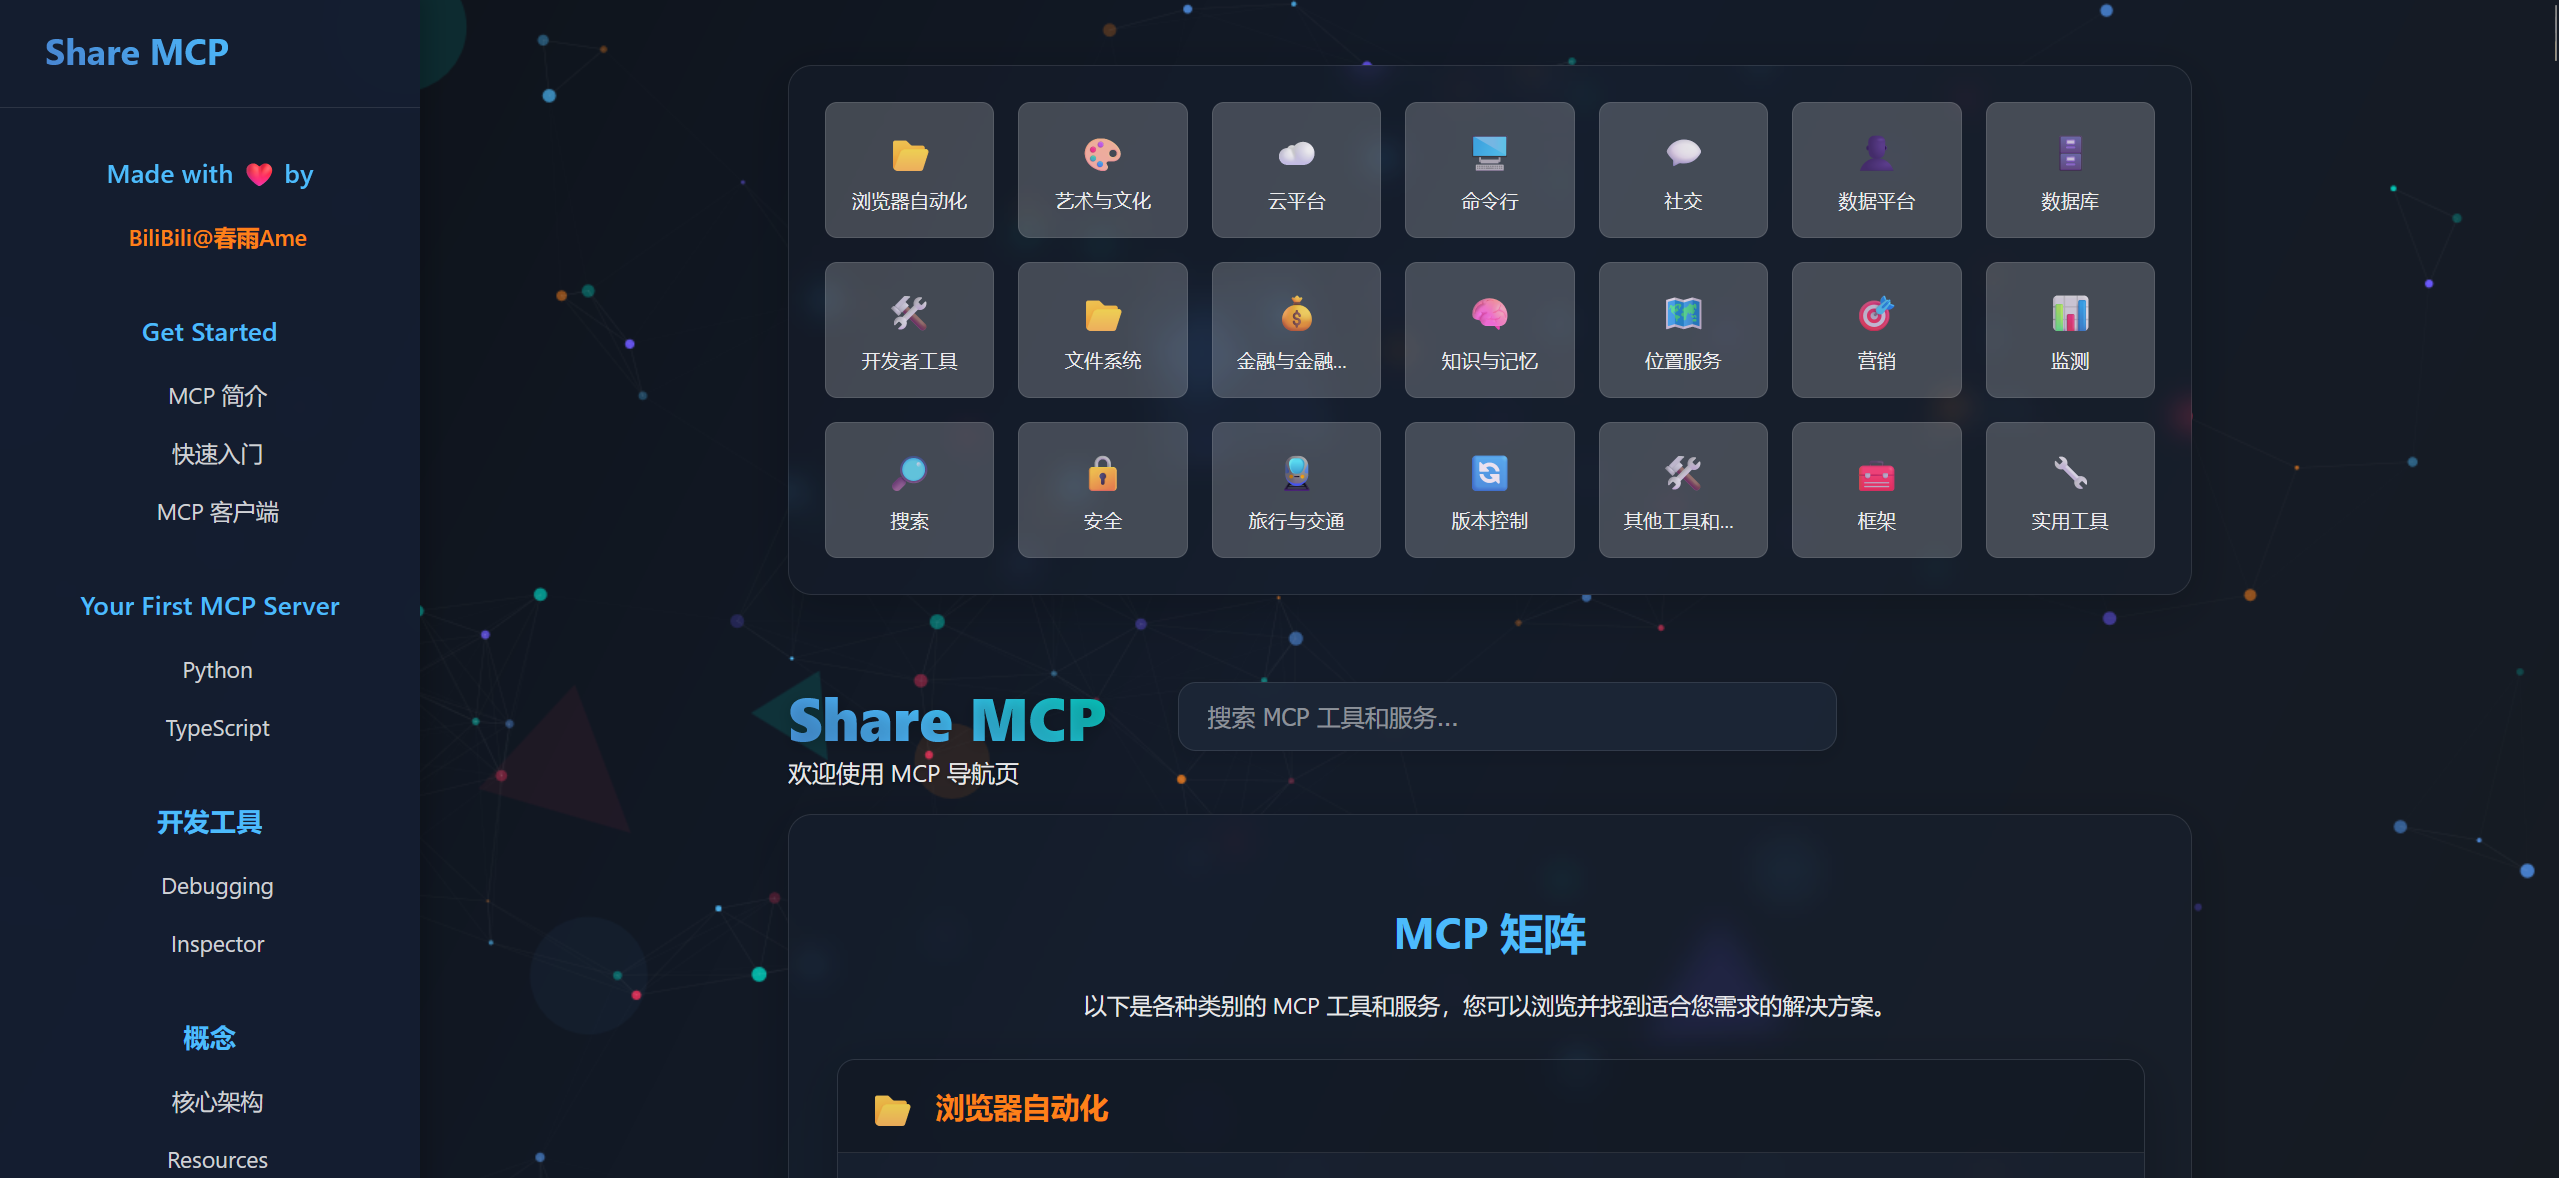 Share MCP
Made with ❤️ by
BiliBili@春雨Ame
Get Started
MCP 简介
快速入门
MCP 客户端
Your First MCP Server
Python
TypeScript
开发工具
Debugging
Inspector
概念
核心架构
Resources
浏览器自动化
艺术与文化
云平台
命令行
社交
数据平台
数据库
开发者工具
文件系统
金融与金融...
知识与记忆
位置服务
营销
监测
搜索
安全
旅行与交通
版本控制
其他工具和...
框架
实用工具
Share MCP
搜索 MCP 工具和服务...
欢迎使用 MCP 导航页
MCP 矩阵
以下是各种类别的 MCP 工具和服务，您可以浏览并找到适合您需求的解决方案。
浏览器自动化